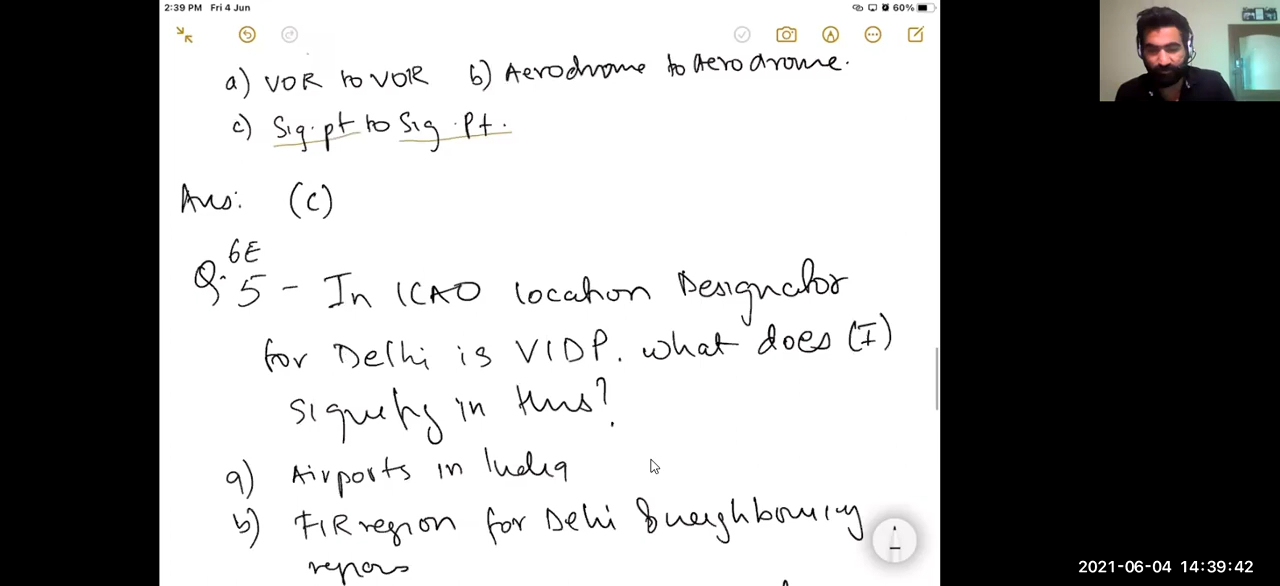 2:39 PM Fri 4 Jun
60%
a) VOR to VOR b) Aerodrome to Aerodrome.
c) Sig. pt to Sig. Pt.
Ans: (c)
6E
Q. 5 - In ICAO location Designator
for Delhi is VIDP. what does (I)
signify in this?
a) Airports in India
b) FIR region for Delhi & neighbouring
2021-06-04 14:39:42